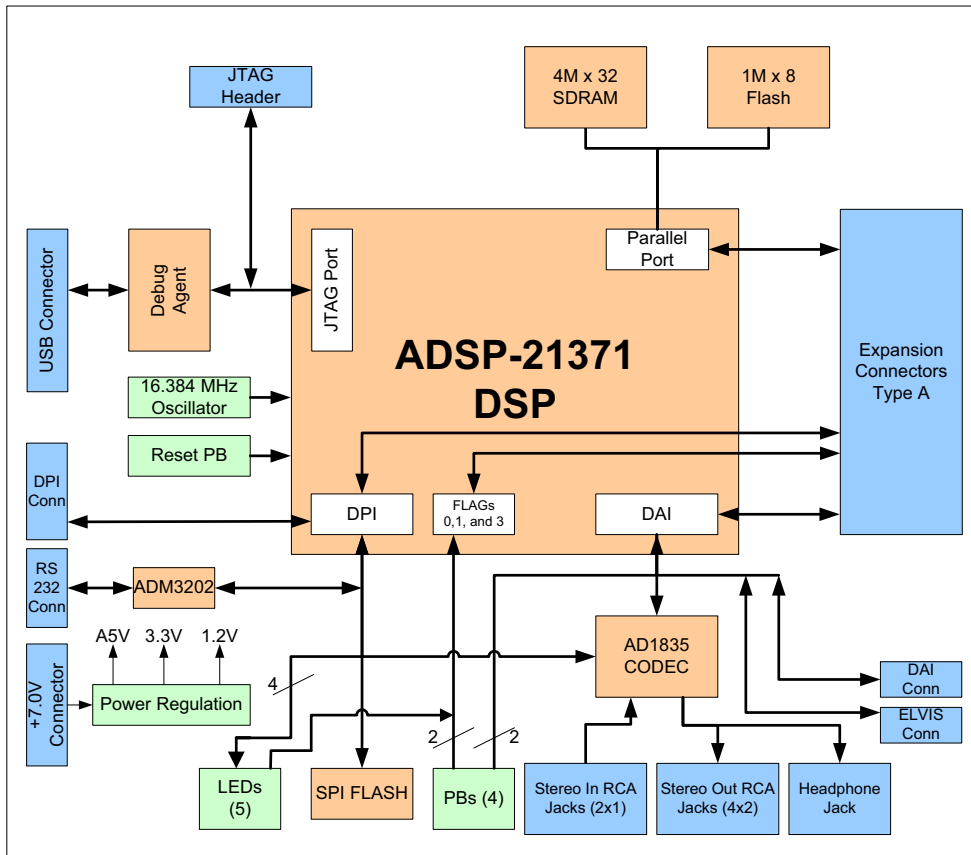 JTAG
Header
4M x 32
SDRAM
1M x 8
Flash
USB Connector
Debug
Agent
JTAG Port
Parallel
Port
ADSP-21371
DSP
Expansion
Connectors
Type A
16.384 MHz
Oscillator
Reset PB
DPI
Conn
DPI
FLAGs
0,1, and 3
DAI
RS
232
Conn
ADM3202
A5V
3.3V
1.2V
+7.0V
Connector
Power Regulation
4
AD1835
CODEC
DAI
Conn
ELVIS
Conn
2
2
LEDs
(5)
SPI FLASH
PBs (4)
Stereo In RCA
Jacks (2x1)
Stereo Out RCA
Jacks (4x2)
Headphone
Jack